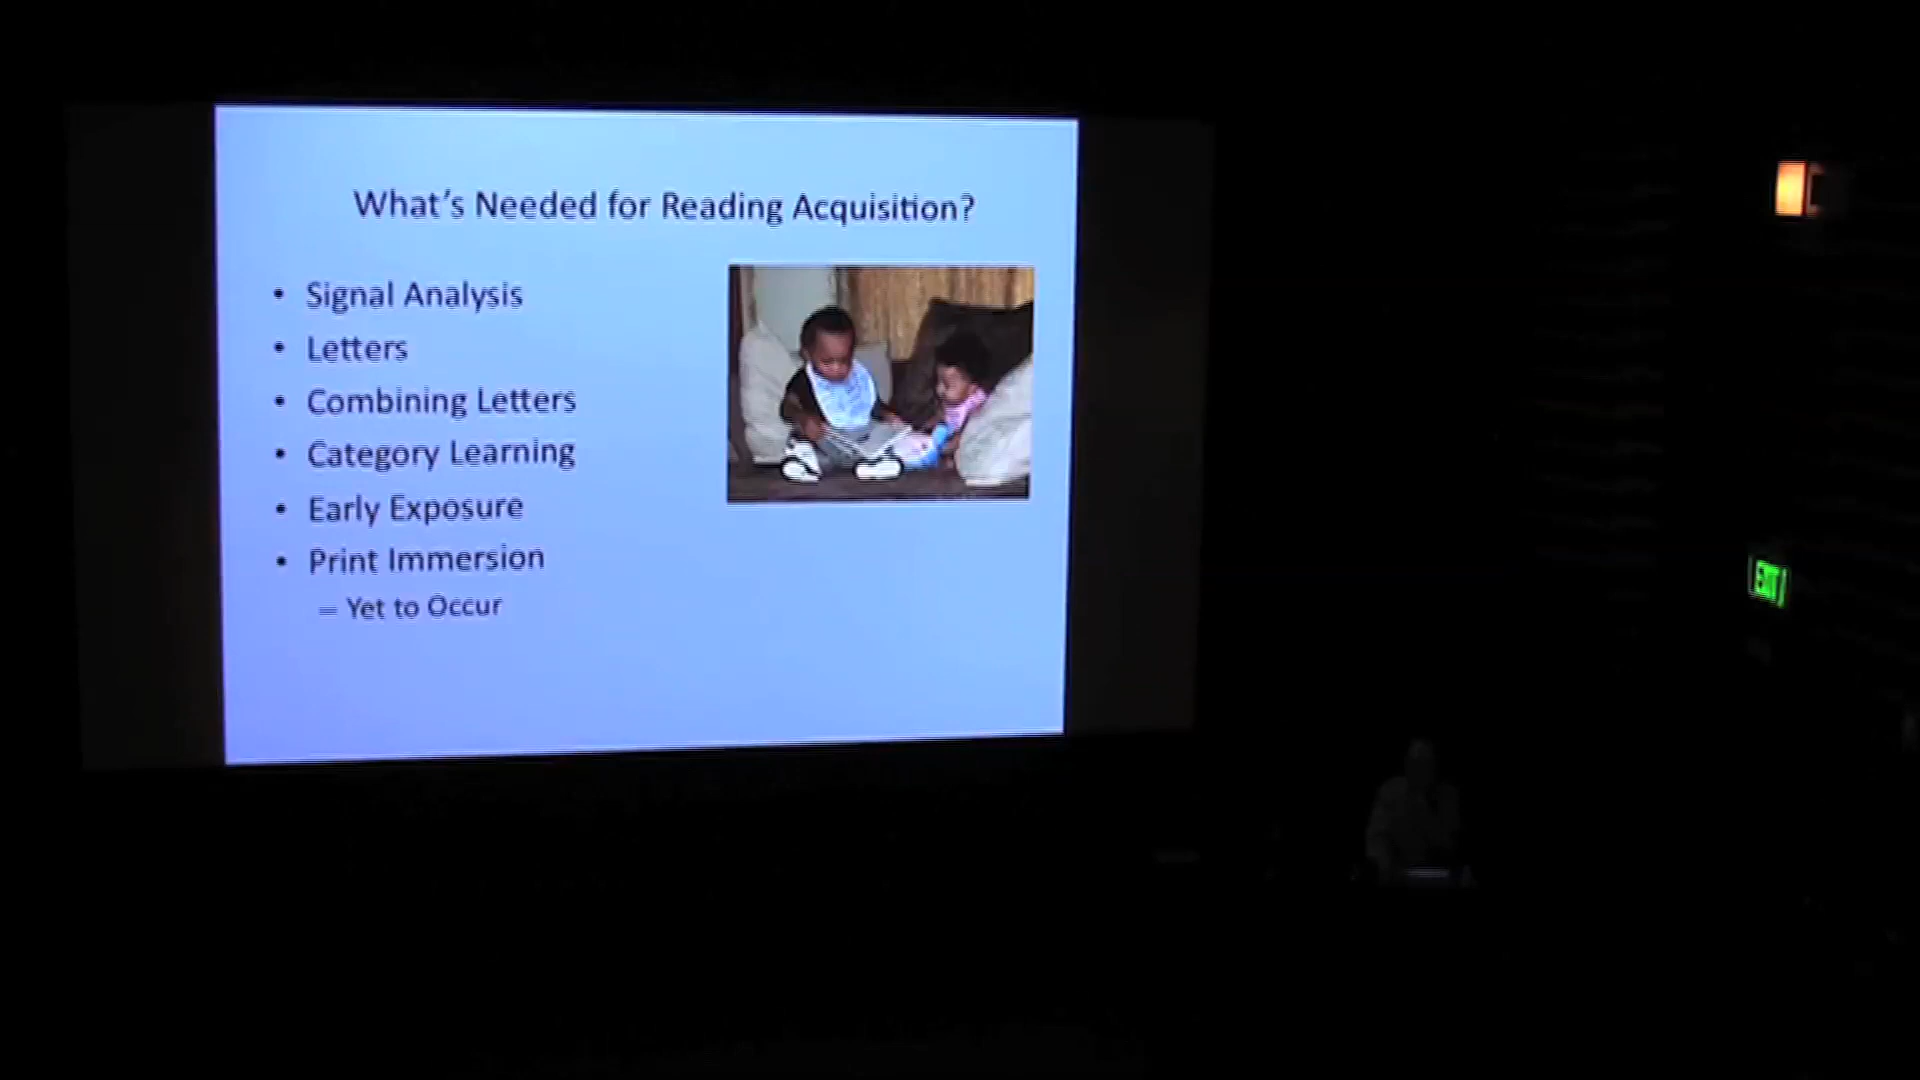 What's Needed for Reading Acquisition?
• Signal Analysis
• Letters
• Combining Letters
• Category Learning
• Early Exposure
• Print Immersion
– Yet to Occur
EXIT